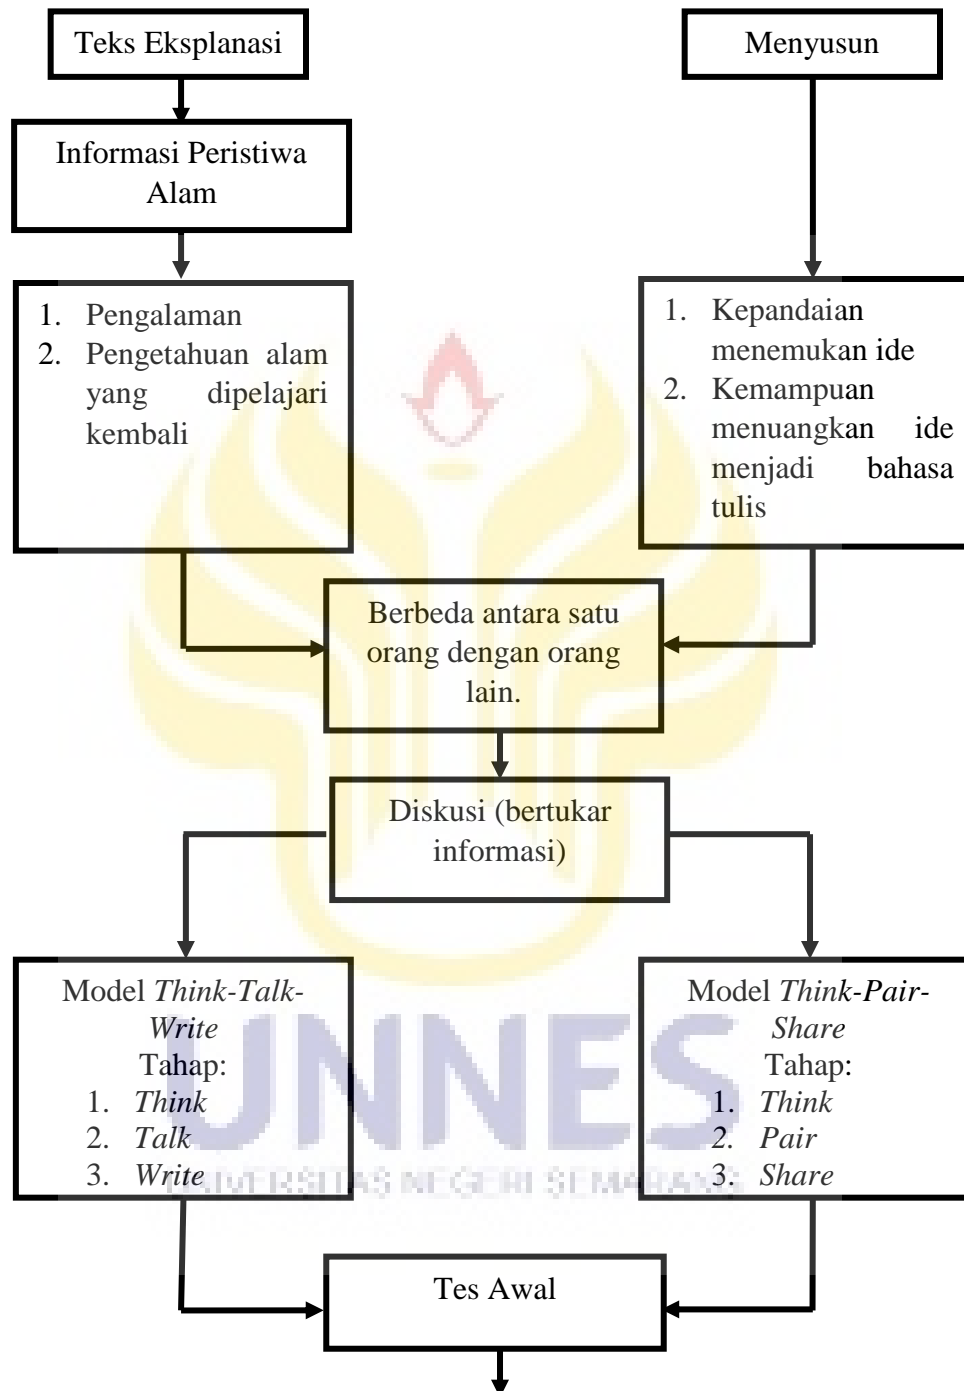 Teks Eksplanasi
Menyusun
Informasi Peristiwa
Alam
1. Pengalaman
2. Pengetahuan alam
yang dipelajari
kembali
1. Kepandaian
menemukan ide
2. Kemampuan
menuangkan ide
menjadi bahasa
tulis
Berbeda antara satu
orang dengan orang
lain.
Diskusi (bertukar
informasi)
Model Think-Talk-
Write
Tahap:
1. Think
2. Talk
3. Write
Model Think-Pair-
Share
Tahap:
1. Think
2. Pair
3. Share
UNNES
UNIVERSITAS NEGERI SEMARANG
Tes Awal